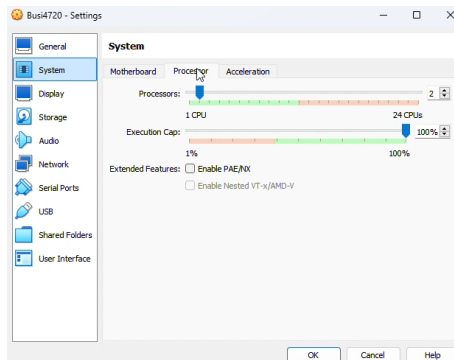 Busi4720 - Settings
General
System
Display
Storage
Audio
Network
Serial Ports
USB
Shared Folders
User Interface
System
Motherboard Processor Acceleration
Processors: 2
1 CPU 24 CPUs
Execution Cap: 100%
1% 100%
Extended Features: Enable PAE/NX
Enable Nested VT-x/AMD-V
OK Cancel Help